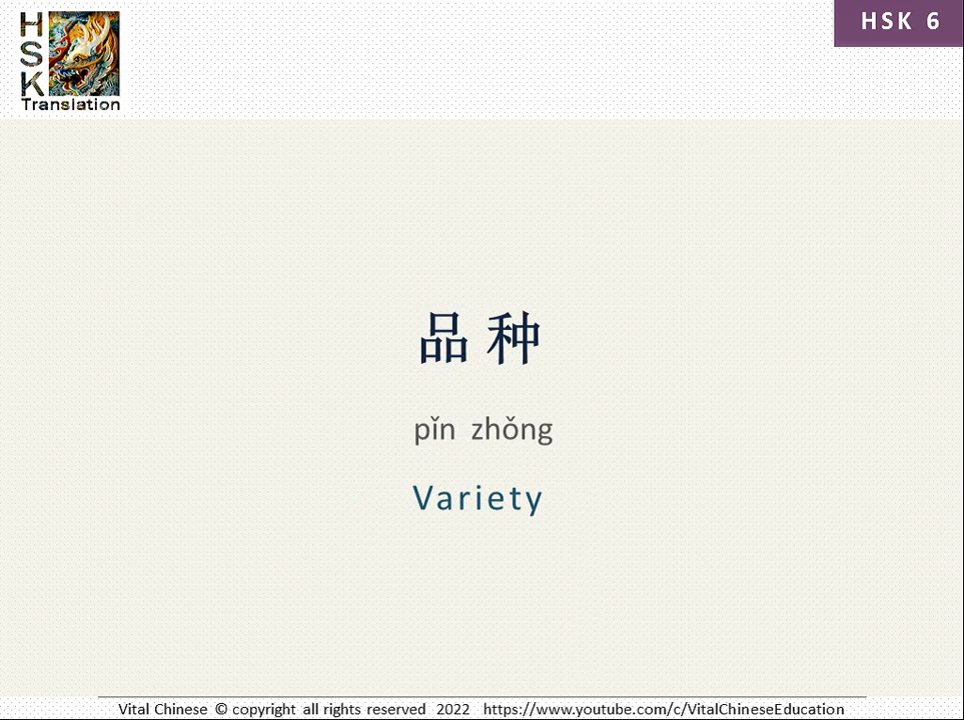 HSK
Translation
HSK 6
品种
pǐn zhǒng
Variety
Vital Chinese © copyright all rights reserved 2022 https://www.youtube.com/c/VitalChineseEducation